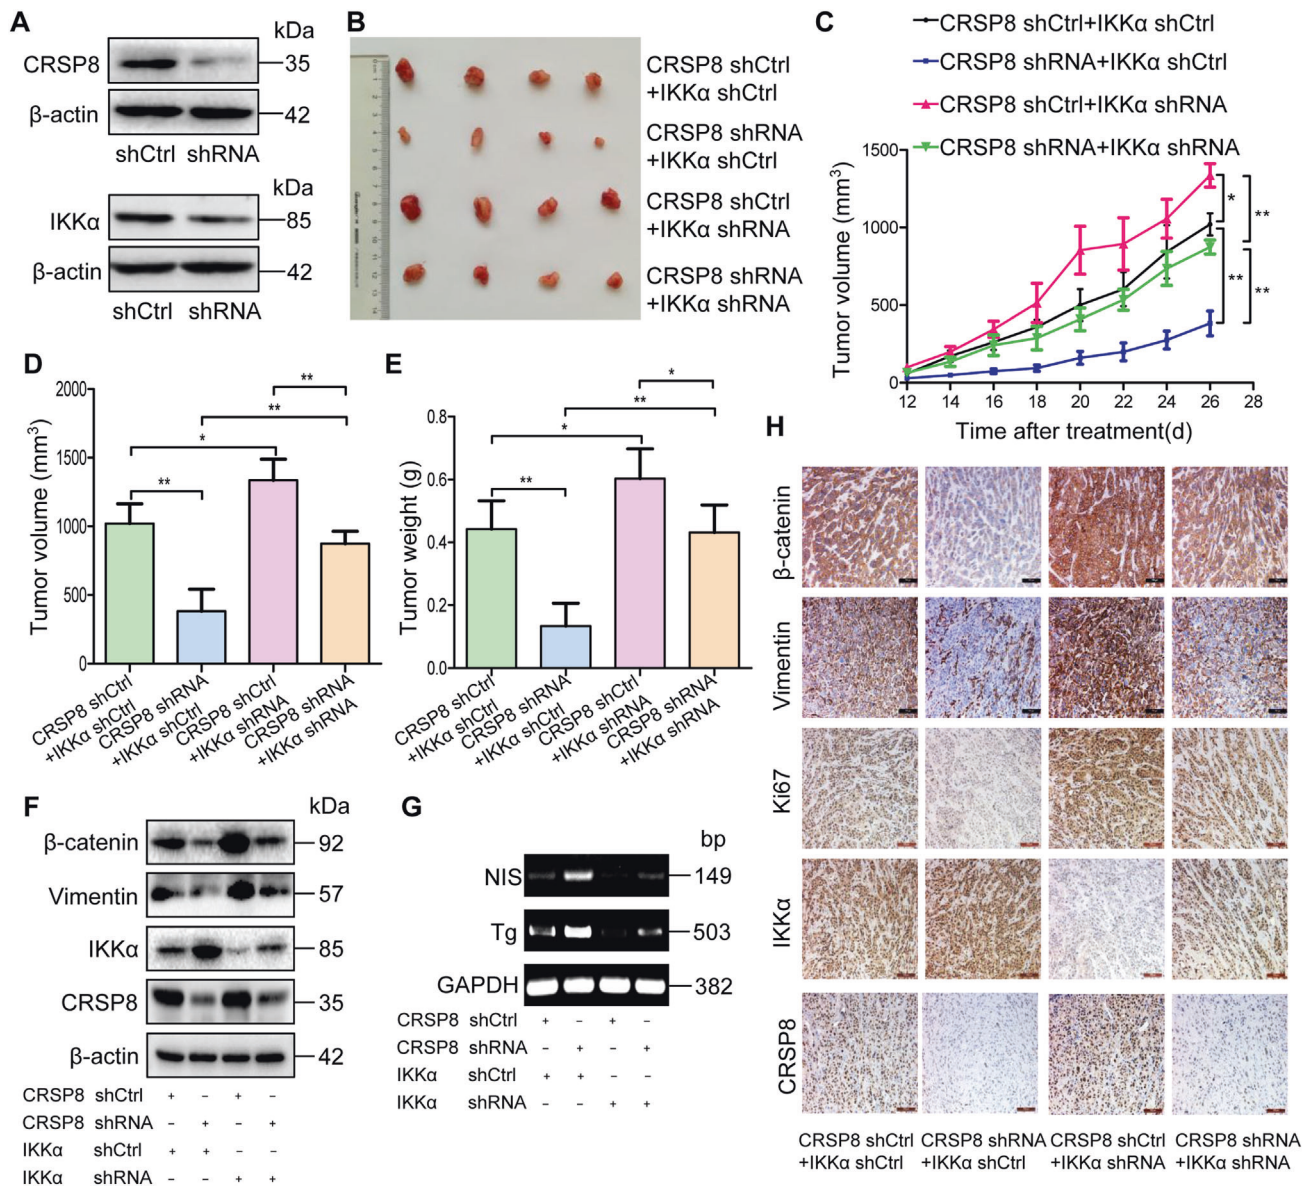 A
kDa
CRSP8
35
β-actin
42
shCtrl shRNA
kDa
IKKα
85
β-actin
42
shCtrl shRNA
B
CRSP8 shCtrl
+IKKα shCtrl
CRSP8 shRNA
+IKKα shCtrl
CRSP8 shCtrl
+IKKα shRNA
CRSP8 shRNA
+IKKα shRNA
C
CRSP8 shCtrl+IKKα shCtrl
CRSP8 shRNA+IKKα shCtrl
CRSP8 shCtrl+IKKα shRNA
CRSP8 shRNA+IKKα shRNA
Tumor volume (mm³)
1500
1000
500
0
12 14 16 18 20 22 24 26 28
Time after treatment(d)
*
**
**
**
D
Tumor volume (mm³)
2000
1500
1000
500
0
**
**
*
**
CRSP8 shCtrl
+IKKα shCtrl
CRSP8 shRNA
+IKKα shCtrl
CRSP8 shCtrl
+IKKα shRNA
CRSP8 shRNA
+IKKα shRNA
E
Tumor weight (g)
0.8
0.6
0.4
0.2
0.0
*
**
*
**
CRSP8 shCtrl
+IKKα shCtrl
CRSP8 shRNA
+IKKα shCtrl
CRSP8 shCtrl
+IKKα shRNA
CRSP8 shRNA
+IKKα shRNA
F
kDa
β-catenin
92
Vimentin
57
IKKα
85
CRSP8
35
β-actin
42
CRSP8 shCtrl + – + –
CRSP8 shRNA – + – +
IKKα shCtrl + + – –
IKKα shRNA – – + +
G
bp
NIS
149
Tg
503
GAPDH
382
CRSP8 shCtrl + – + –
CRSP8 shRNA – + – +
IKKα shCtrl + + – –
IKKα shRNA – – + +
H
β-catenin
Vimentin
Ki67
IKKα
CRSP8
CRSP8 shCtrl
+IKKα shCtrl
CRSP8 shRNA
+IKKα shCtrl
CRSP8 shCtrl
+IKKα shRNA
CRSP8 shRNA
+IKKα shRNA